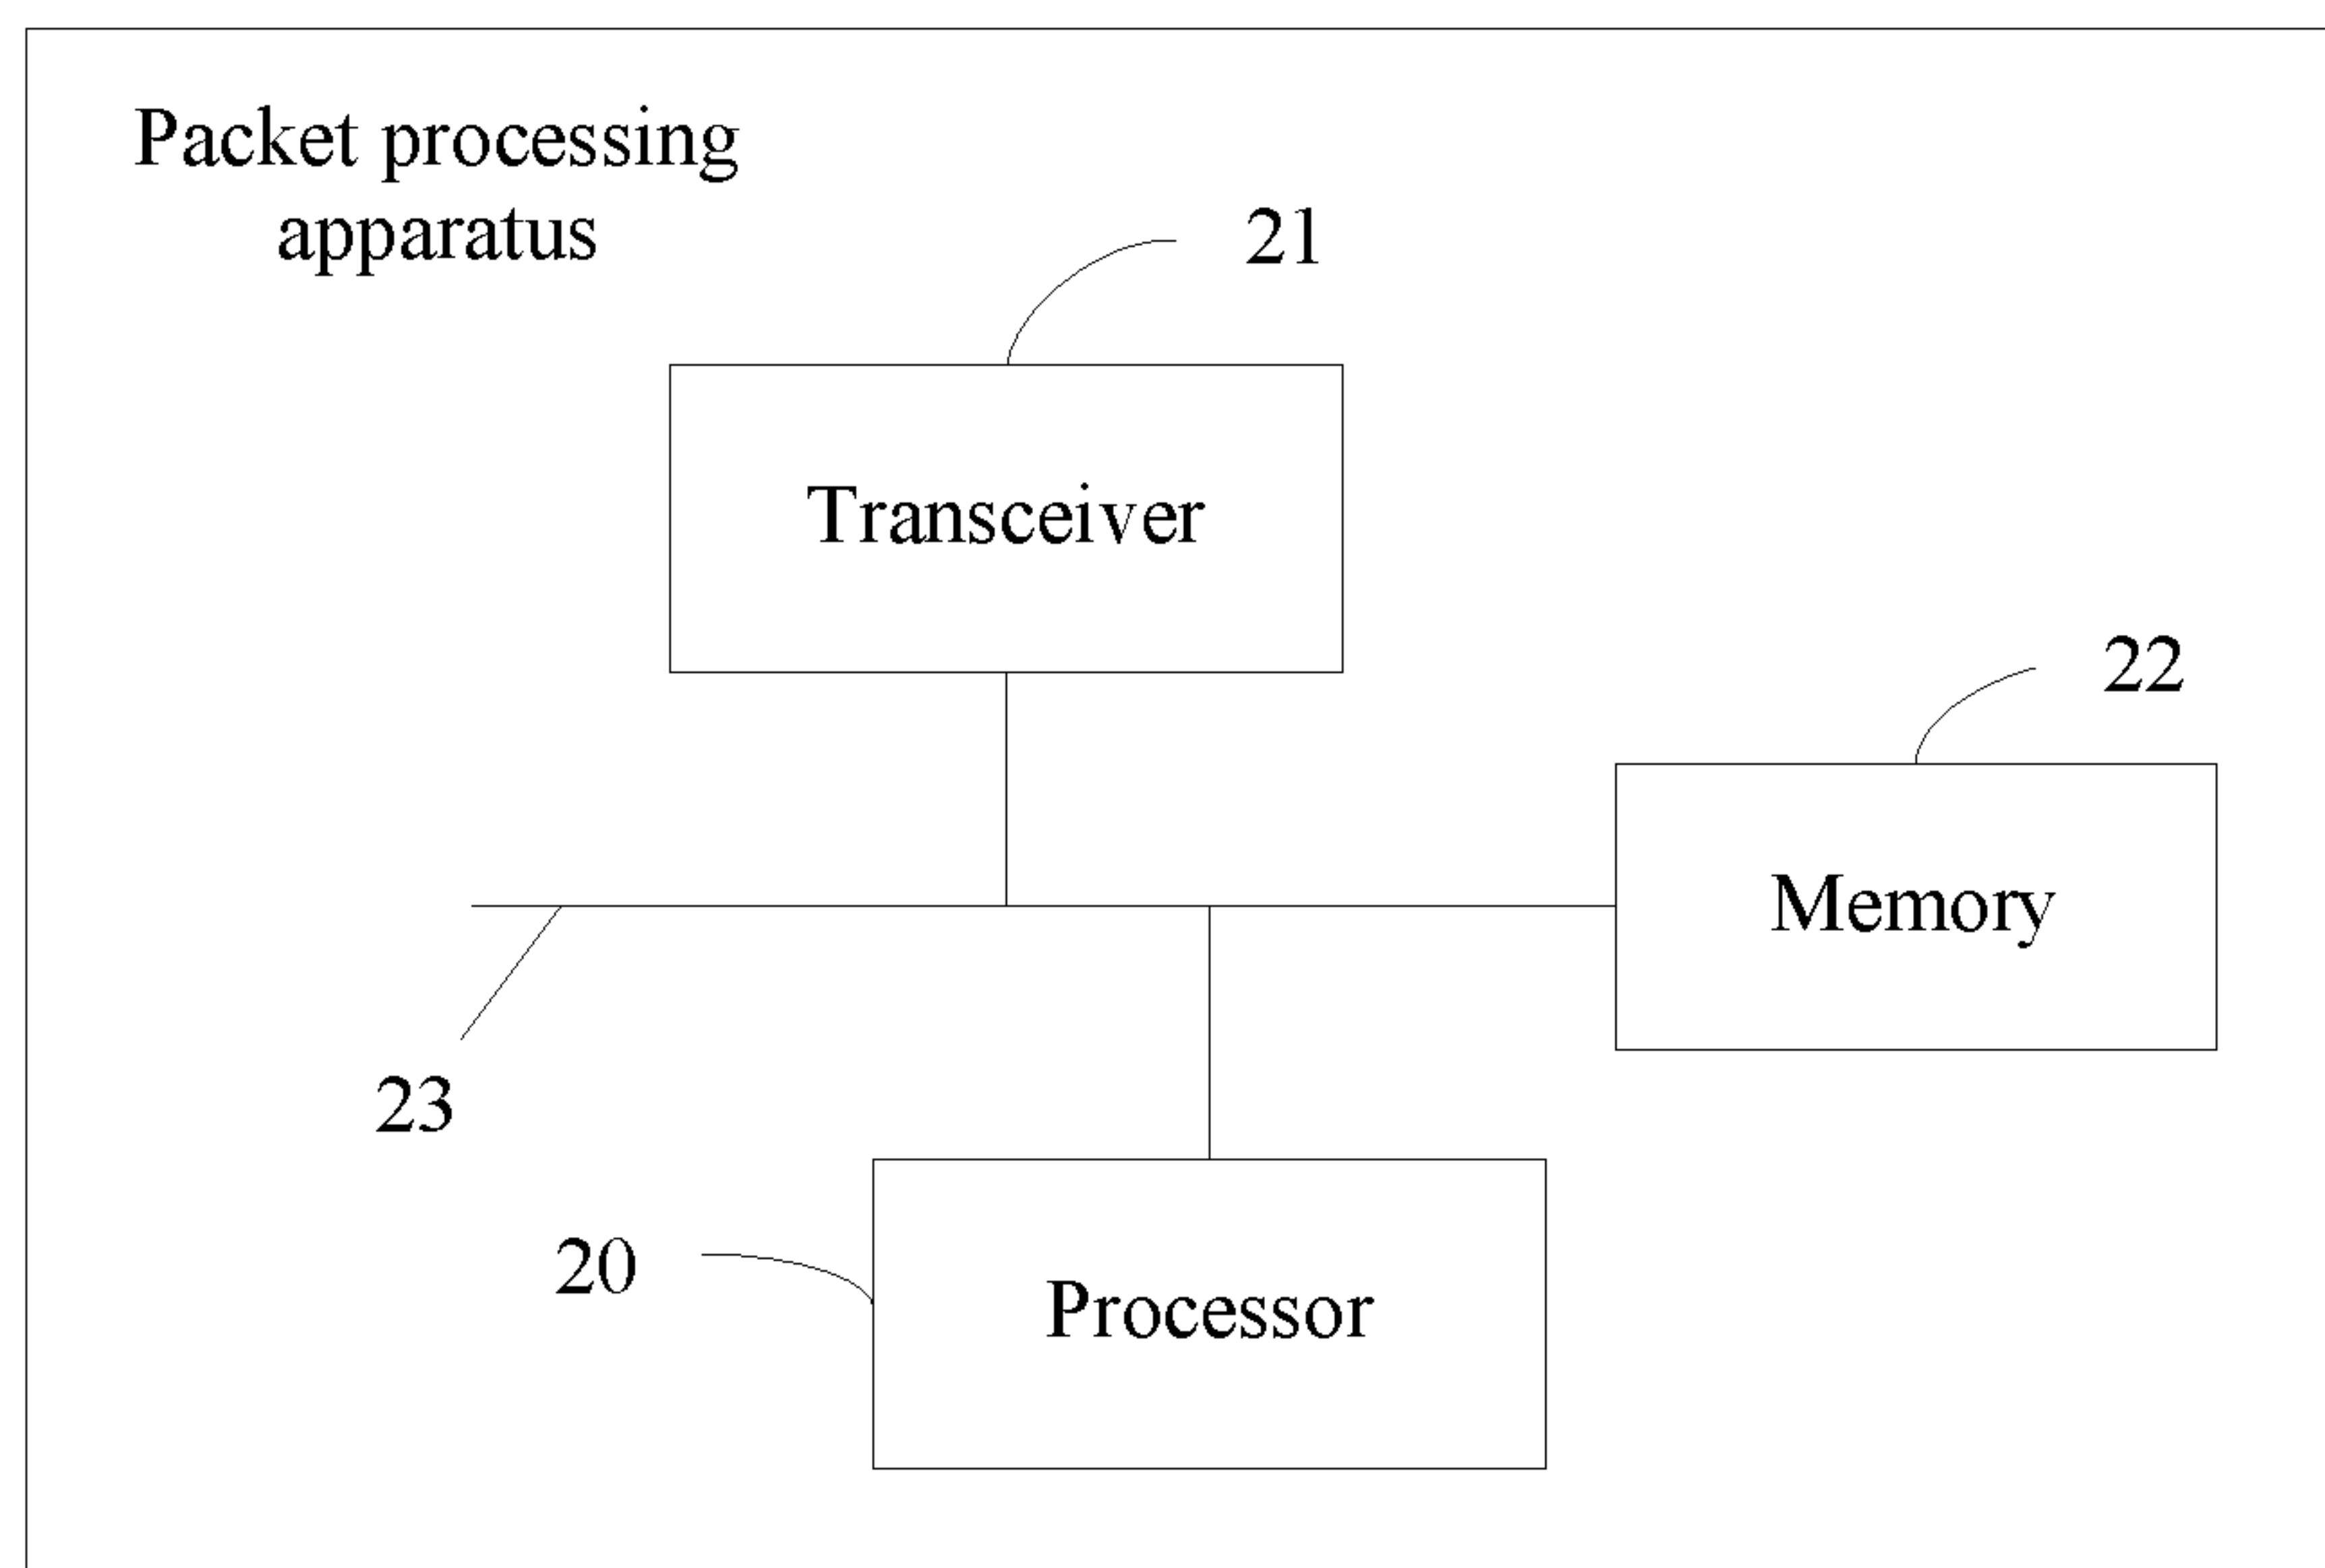 Packet processing
apparatus
21
Transceiver
22
Memory
23
20
Processor